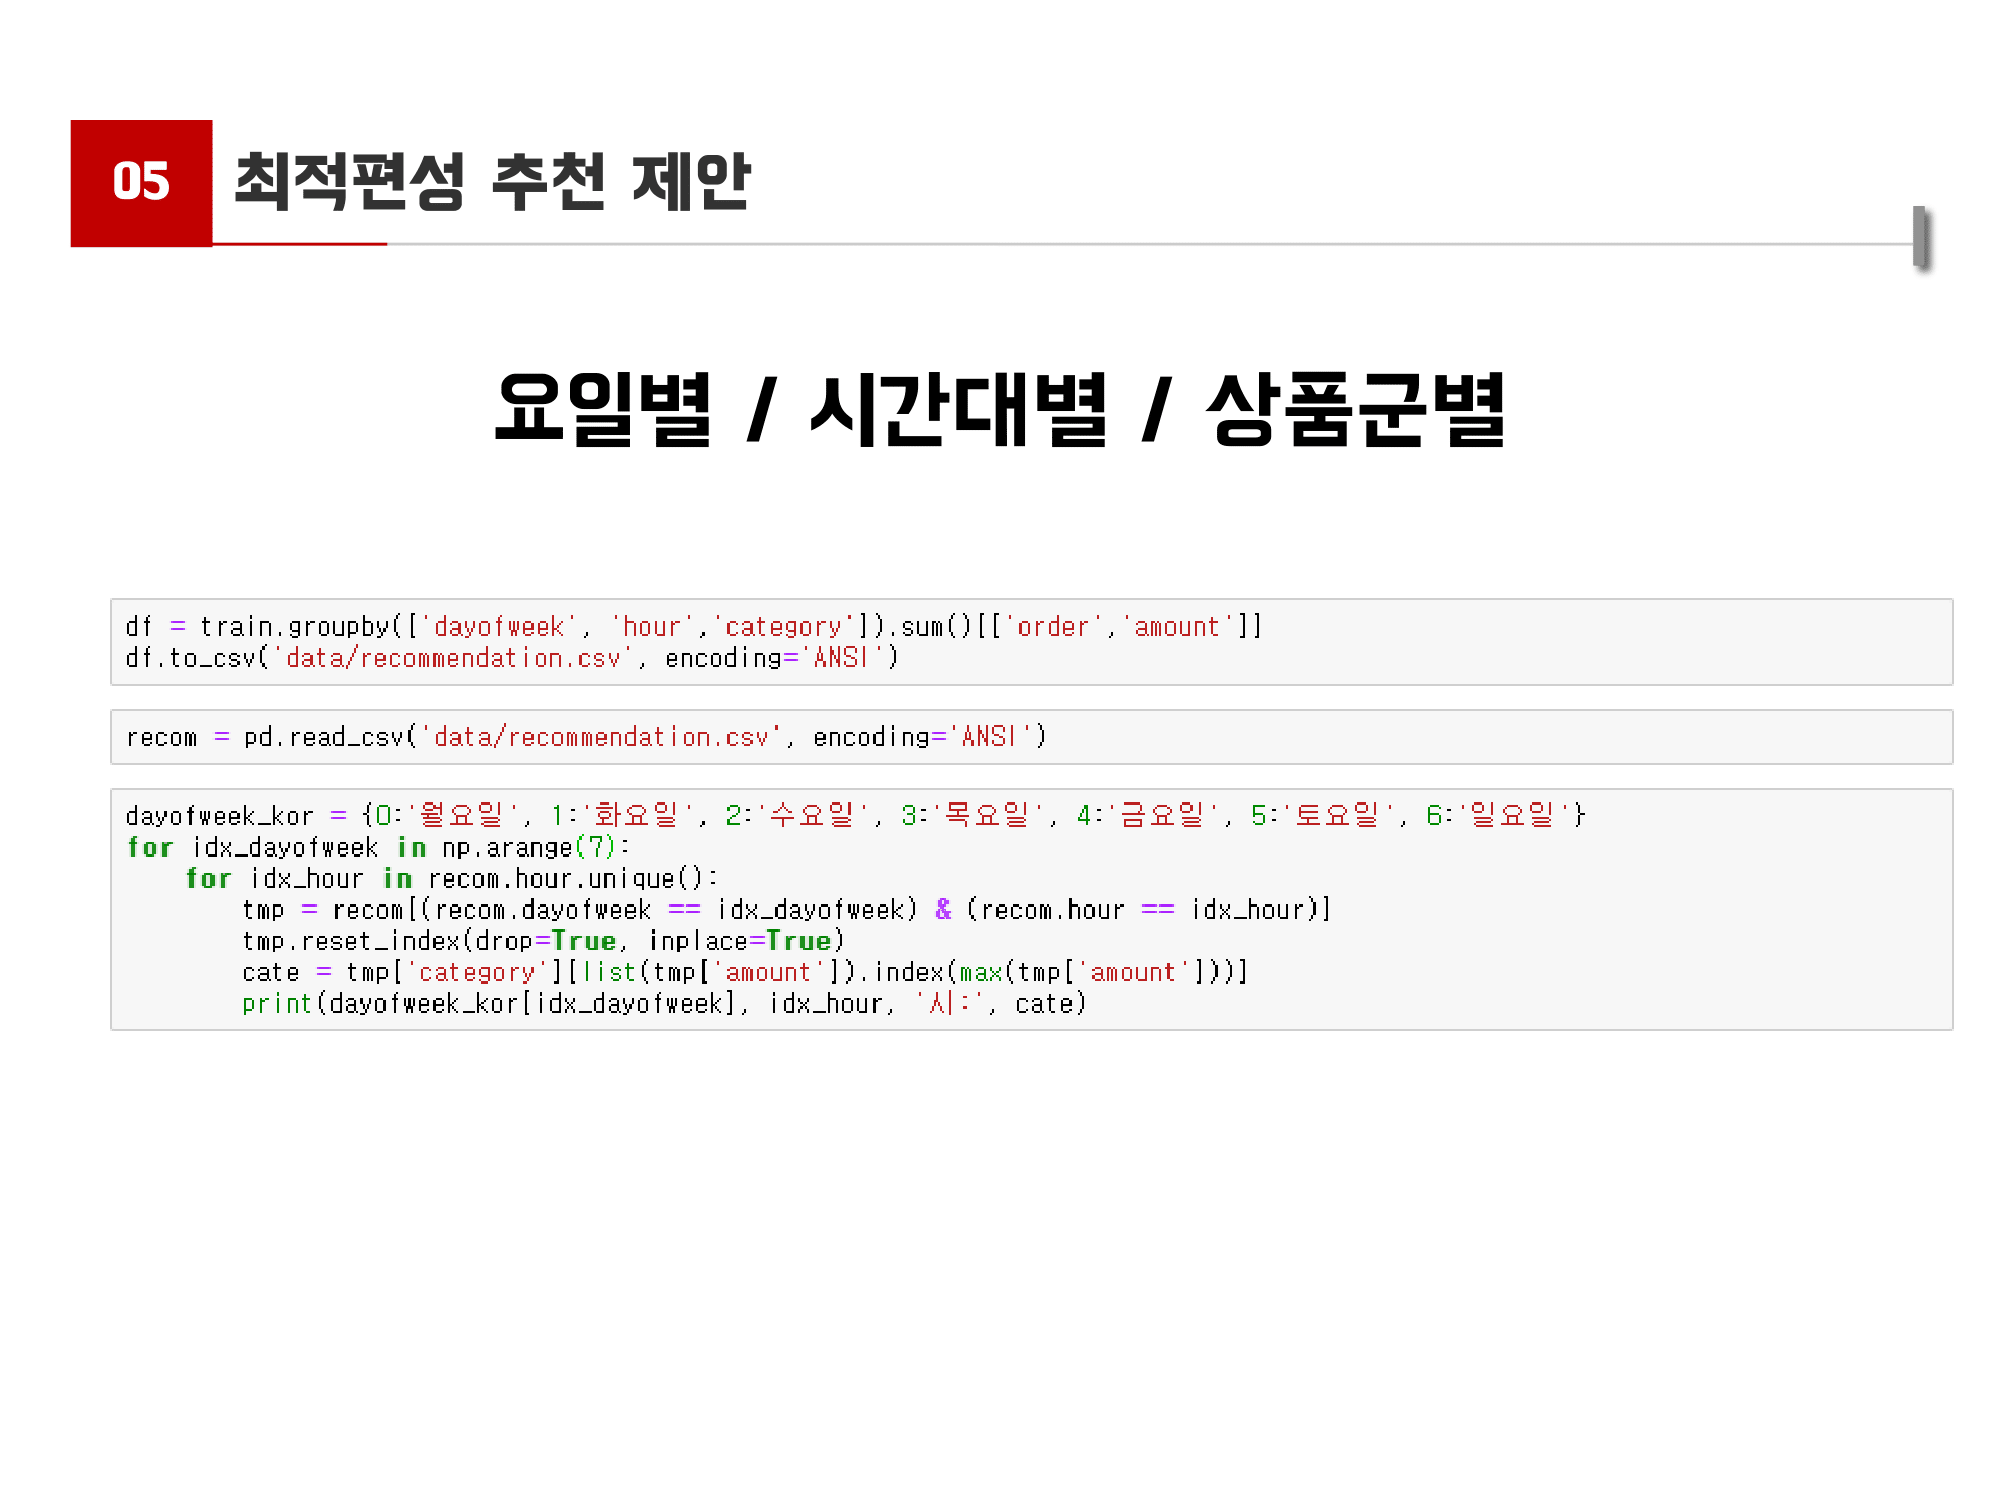 05
최적편성 추천 제안
요일별 / 시간대별 / 상품군별
df = train.groupby(['dayofweek', 'hour','category']).sum()[['order','amount']]
df.to_csv('data/recommendation.csv', encoding='ANSI')
recom = pd.read_csv('data/recommendation.csv', encoding='ANSI')
dayofweek_kor = {0:'월요일', 1:'화요일', 2:'수요일', 3:'목요일', 4:'금요일', 5:'토요일', 6:'일요일'}
for idx_dayofweek in np.arange(7):
    for idx_hour in recom.hour.unique():
        tmp = recom[(recom.dayofweek == idx_dayofweek) & (recom.hour == idx_hour)]
        tmp.reset_index(drop=True, inplace=True)
        cate = tmp['category'][list(tmp['amount']).index(max(tmp['amount']))]
        print(dayofweek_kor[idx_dayofweek], idx_hour, '시:', cate)